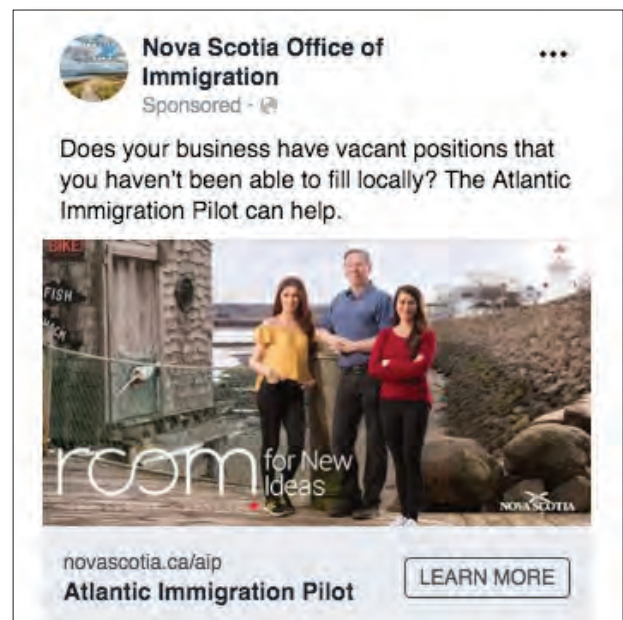 Nova Scotia Office of
Immigration
Sponsored -
Does your business have vacant positions that
you haven't been able to fill locally? The Atlantic
Immigration Pilot can help.
BIKE
FISH
room for New
Ideas
NOVA SCOTIA
novascotia.ca/aip
Atlantic Immigration Pilot
LEARN MORE